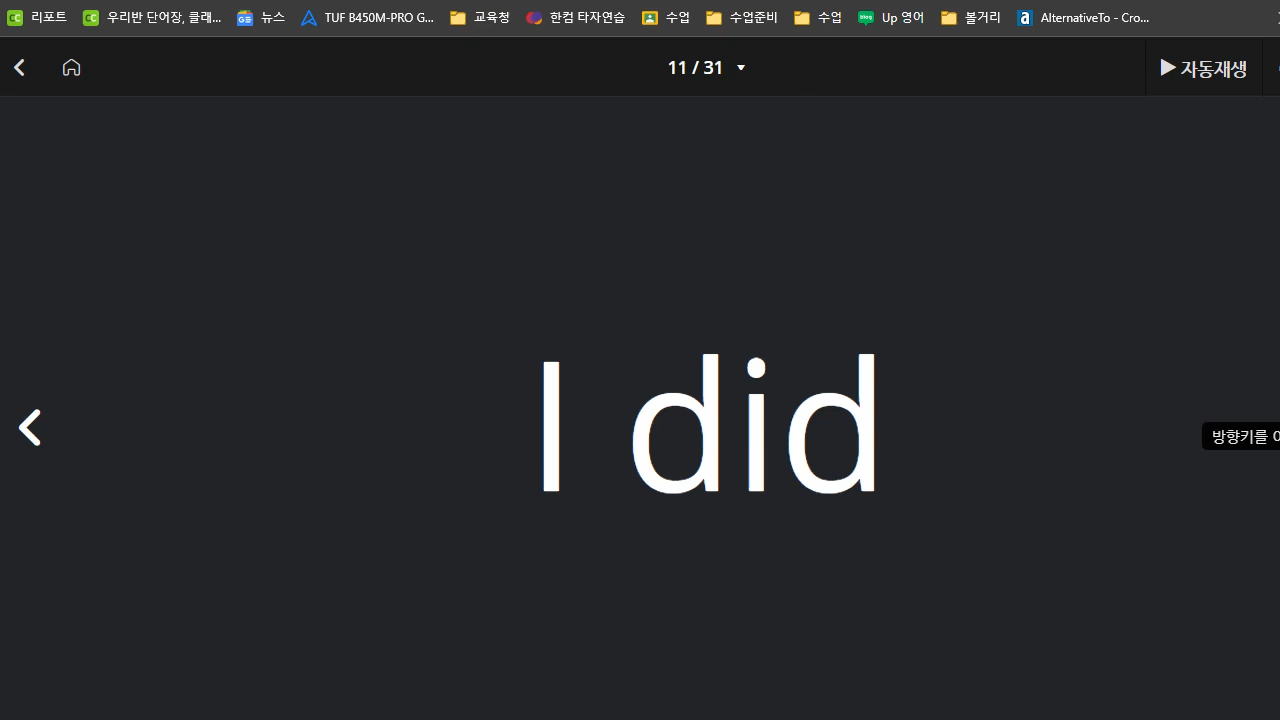 리포트 우리반 단어장, 클래... 뉴스 TUF B450M-PRO G... 교육청 한컴 타자연습 수업 수업준비 수업 Up 영어 볼거리 AlternativeTo - Cro...
11 / 31 ▶ 자동재생
I did
방향키를